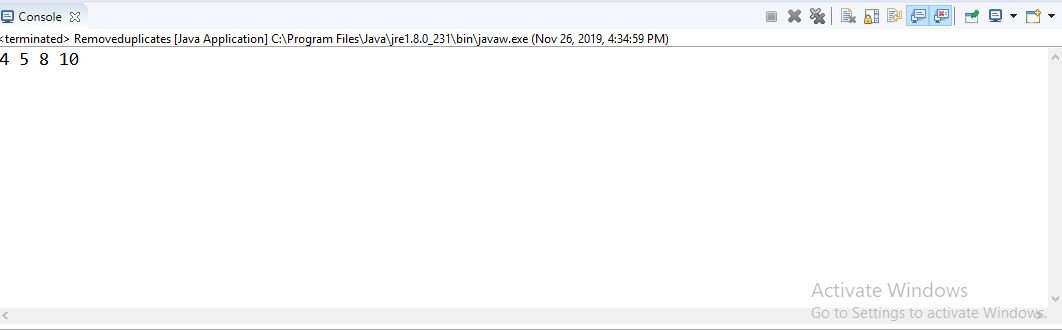 Console
<terminated> Removeduplicates [Java Application] C:\Program Files\Java\jre1.8.0_231\bin\javaw.exe (Nov 26, 2019, 4:34:59 PM)
4 5 8 10
Activate Windows
Go to Settings to activate Windows.